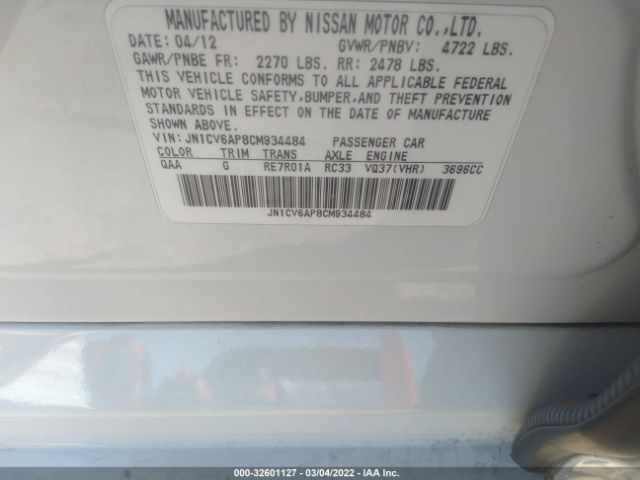 MANUFACTURED BY NISSAN MOTOR CO.,LTD.
DATE: 04/12 GVWR/PNBV: 4722 LBS.
GAWR/PNBE FR: 2270 LBS. RR: 2478 LBS.
THIS VEHICLE CONFORMS TO ALL APPLICABLE FEDERAL
MOTOR VEHICLE SAFETY,BUMPER,AND THEFT PREVENTION
STANDARDS IN EFFECT ON THE DATE OF MANUFACTURE
SHOWN ABOVE.
VIN: JN1CV6AP8CM934484 PASSENGER CAR
COLOR TRIM TRANS AXLE ENGINE
QAA G RE7R01A RC33 VQ37(VHR) 3696CC
JN1CV6AP8CM934484
000-32601127 - 03/04/2022 - IAA Inc.